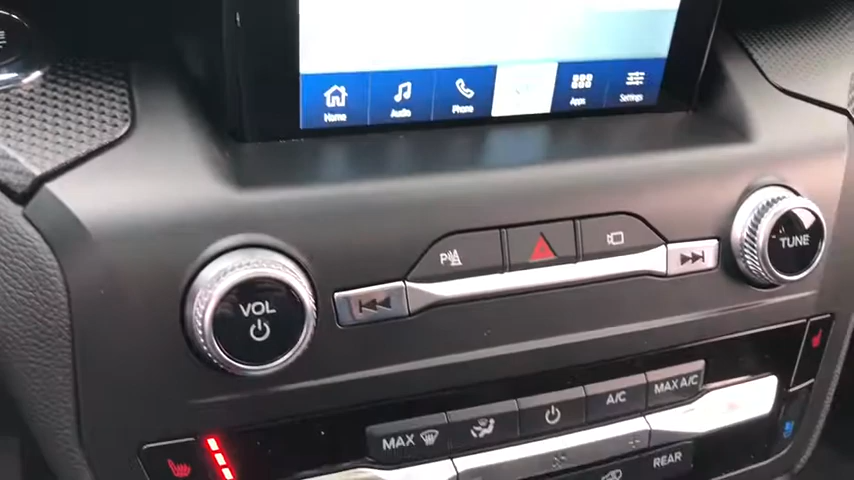 Home Audio Phone Apps Settings
P
VOL
TUNE
MAX A/C MAX A/C
REAR